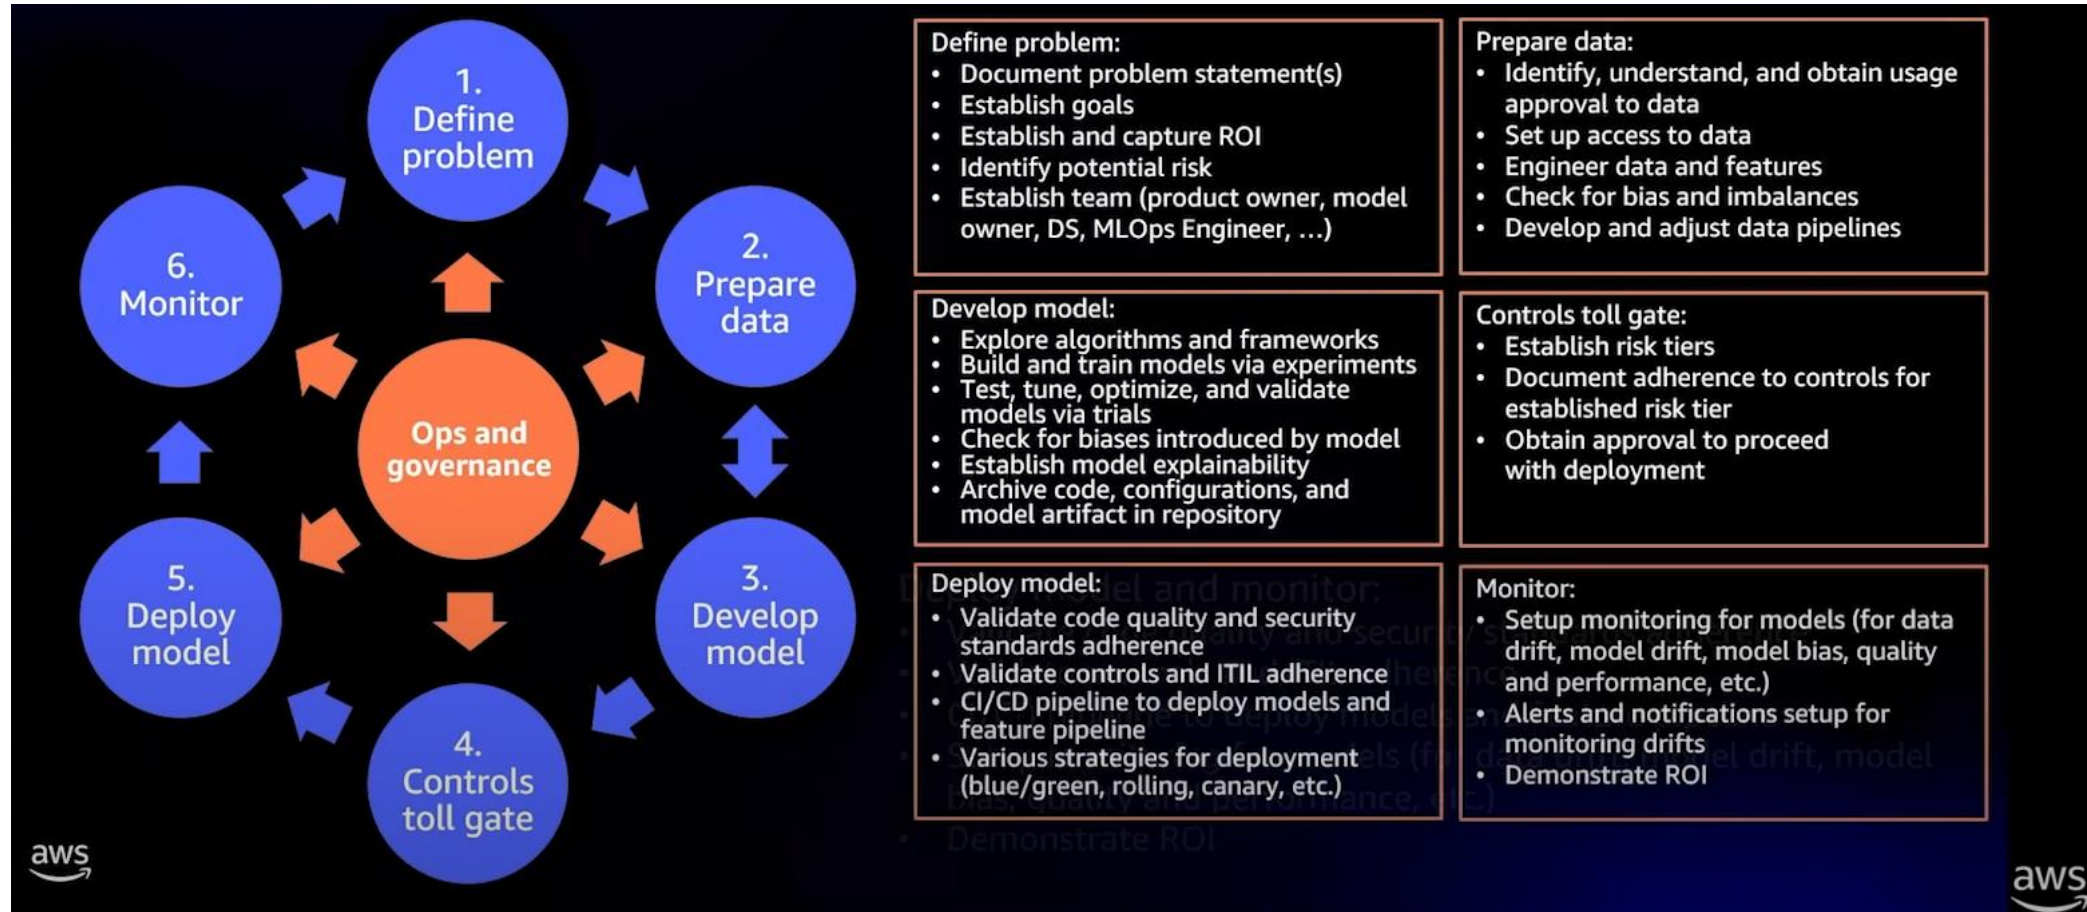 1.
Define
problem
2.
Prepare
data
3.
Develop
model
4.
Controls
toll gate
5.
Deploy
model
6.
Monitor
Ops and
governance
aws
Define problem:
• Document problem statement(s)
• Establish goals
• Establish and capture ROI
• Identify potential risk
• Establish team (product owner, model
owner, DS, MLOps Engineer, ...)
Prepare data:
• Identify, understand, and obtain usage
approval to data
• Set up access to data
• Engineer data and features
• Check for bias and imbalances
• Develop and adjust data pipelines
Develop model:
• Explore algorithms and frameworks
• Build and train models via experiments
• Test, tune, optimize, and validate
models via trials
• Check for biases introduced by model
• Establish model explainability
• Archive code, configurations, and
model artifact in repository
Controls toll gate:
• Establish risk tiers
• Document adherence to controls for
established risk tier
• Obtain approval to proceed
with deployment
Deploy model:
• Validate code quality and security
standards adherence
• Validate controls and ITIL adherence
• CI/CD pipeline to deploy models and
feature pipeline
• Various strategies for deployment
(blue/green, rolling, canary, etc.)
Monitor:
• Setup monitoring for models (for data
drift, model drift, model bias, quality
and performance, etc.)
• Alerts and notifications setup for
monitoring drifts
• Demonstrate ROI
• Demonstrate ROI
aws